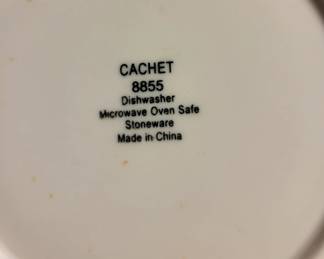 CACHET
8855
Dishwasher
Microwave Oven Safe
Stoneware
Made in China